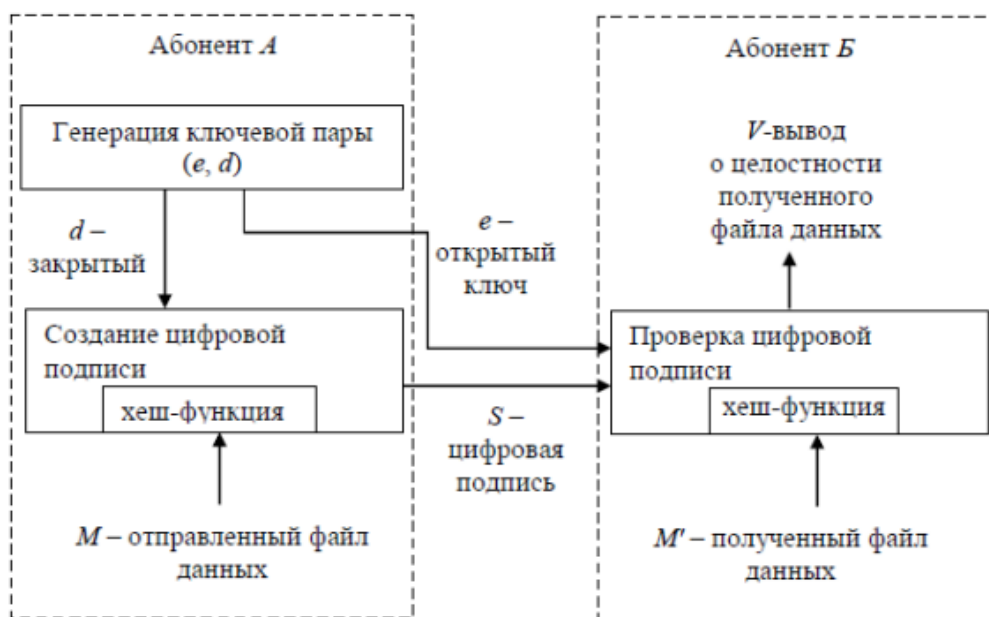 Абонент А
Генерация ключевой пары
(e, d)
d –
закрытый
Создание цифровой
подписи
хеш-функция
M – отправленный файл
данных
e –
открытый
ключ
S –
цифровая
подпись
Абонент Б
V-вывод
о целостности
полученного
файла данных
Проверка цифровой
подписи
хеш-функция
M' – полученный файл
данных